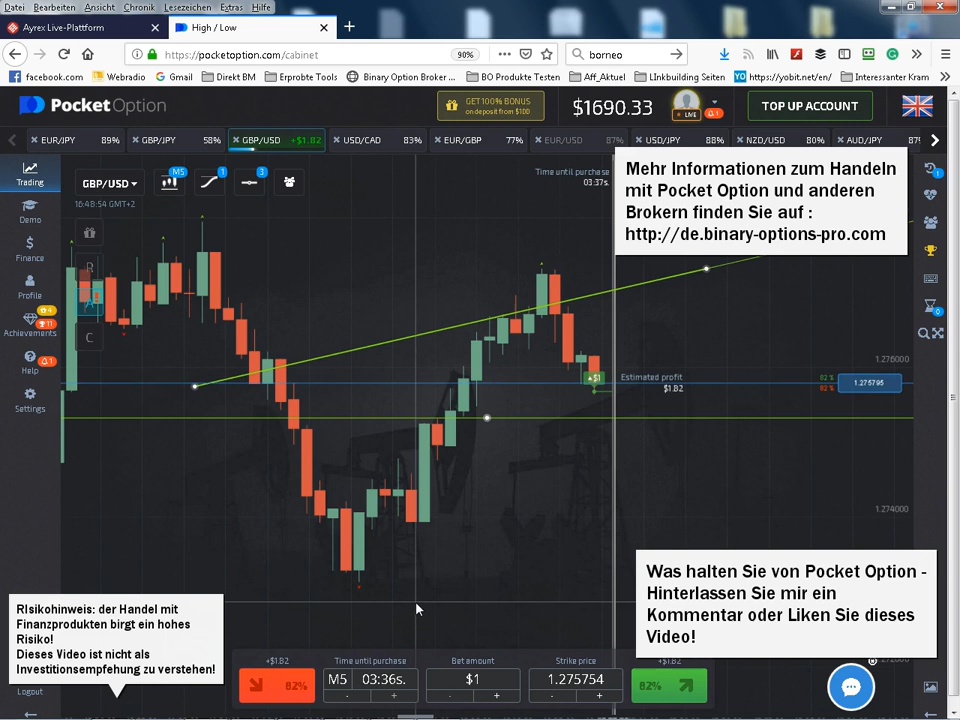 Datei Bearbeiten Ansicht Chronik Lesezeichen Extras Hilfe
Ayrex Live-Plattform
High / Low
https://pocketoption.com/cabinet
90%
borneo
facebook.com
Webradio
Gmail
Direkt BM
Erprobte Tools
Binary Option Broker ...
BO Produkte Testen
Aff_Aktuel
LInkbuilding Seiten
https://yobit.net/en/
Interessanter Kram
PocketOption
GET 100% BONUS
on deposit from $100
$1690.33
LIVE
1
TOP UP ACCOUNT
EUR/JPY 89%
GBP/JPY 58%
GBP/USD +$1.82
USD/CAD 83%
EUR/GBP 77%
EUR/USD 87%
USD/JPY 88%
NZD/USD 80%
AUD/JPY
Trading
Demo
Finance
Profile
4
11
Achievements
1
Help
Settings
Logout
GBP/USD
M5
1
3
16:48:54 GMT+2
R
A
C
Time until purchase
03:37s.
Mehr Informationen zum Handeln
mit Pocket Option und anderen
Brokern finden Sie auf :
http://de.binary-options-pro.com
1
0
1.276000
$1
Estimated profit
$1.82
82 %
82 %
1.275795
1.274000
Was halten Sie von Pocket Option -
Hinterlassen Sie mir ein
Kommentar oder Liken Sie dieses
Video!
RIsikohinweis: der Handel mit
Finanzprodukten birgt ein hohes
Risiko!
Dieses Video ist nicht als
Investitionsempfehung zu verstehen!
+$1.82
82%
Time until purchase
M5 03:36s.
- +
Bet amount
$1
- +
Strike price
1.275754
- +
+$1.82
82%